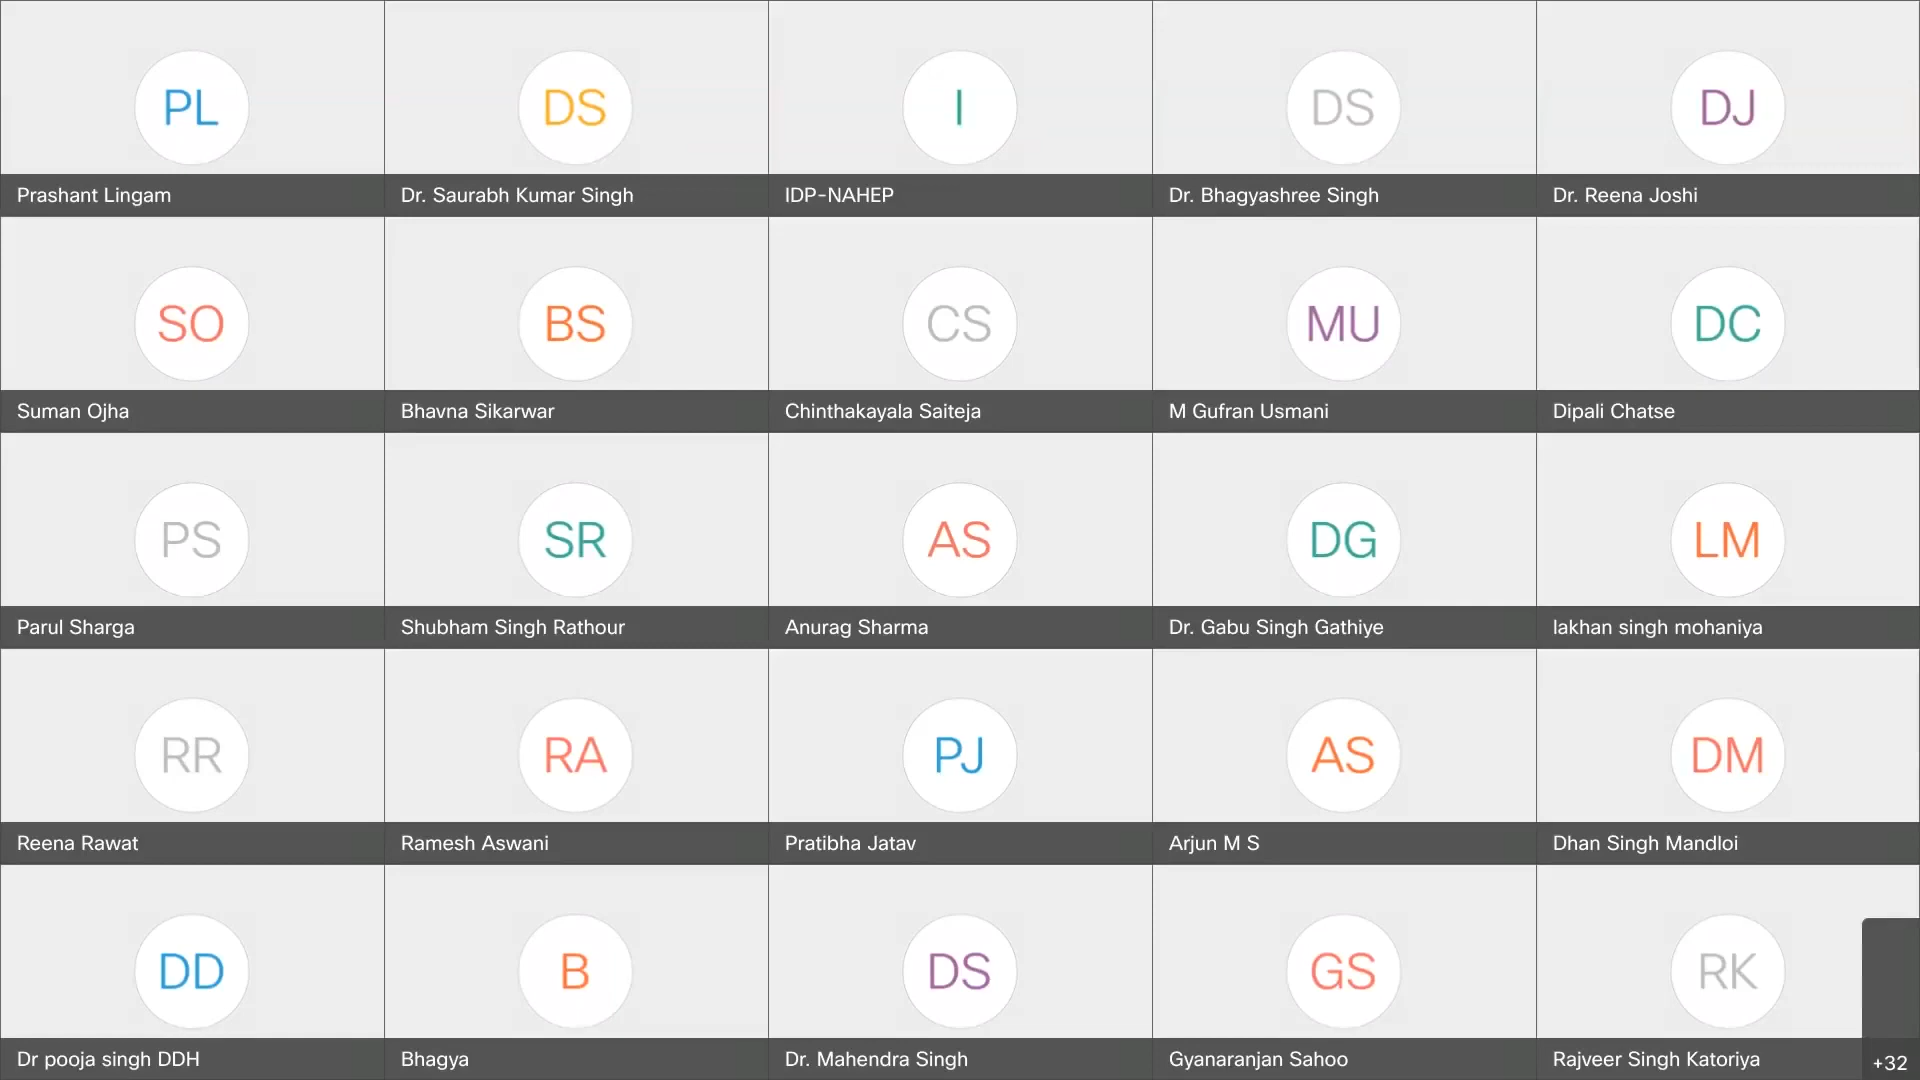 PL
DS
I
DS
DJ
Prashant Lingam
Dr. Saurabh Kumar Singh
IDP-NAHEP
Dr. Bhagyashree Singh
Dr. Reena Joshi
SO
BS
CS
MU
DC
Suman Ojha
Bhavna Sikarwar
Chinthakayala Saiteja
M Gufran Usmani
Dipali Chatse
PS
SR
AS
DG
LM
Parul Sharga
Shubham Singh Rathour
Anurag Sharma
Dr. Gabu Singh Gathiye
lakhan singh mohaniya
RR
RA
PJ
AS
DM
Reena Rawat
Ramesh Aswani
Pratibha Jatav
Arjun M S
Dhan Singh Mandloi
DD
B
DS
GS
RK
Dr pooja singh DDH
Bhagya
Dr. Mahendra Singh
Gyanaranjan Sahoo
Rajveer Singh Katoriya
+32